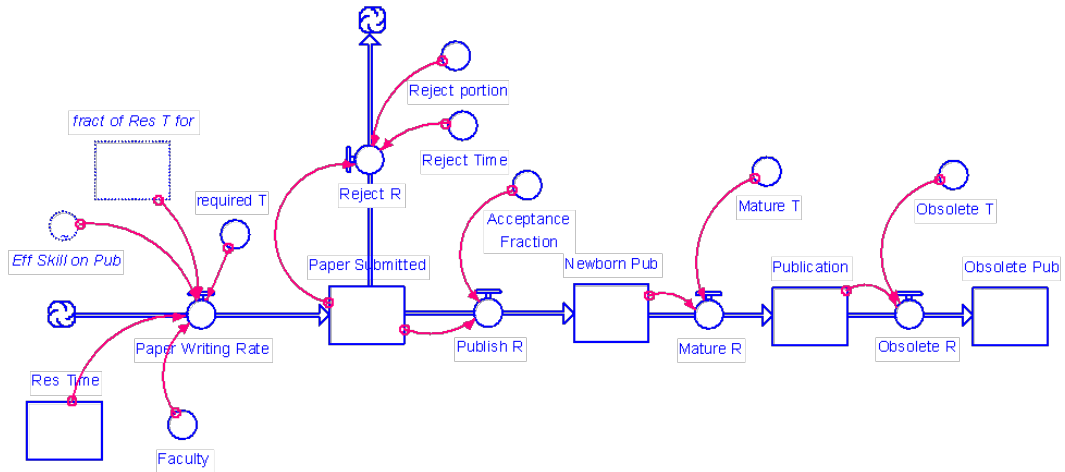 Reject portion
fract of Res T for
Reject Time
required T
Reject R
Mature T
Obsolete T
Acceptance
Fraction
Eff Skill on Pub
Paper Submitted
Newborn Pub
Publication
Obsolete Pub
Paper Writing Rate
Publish R
Mature R
Obsolete R
Res Time
Faculty